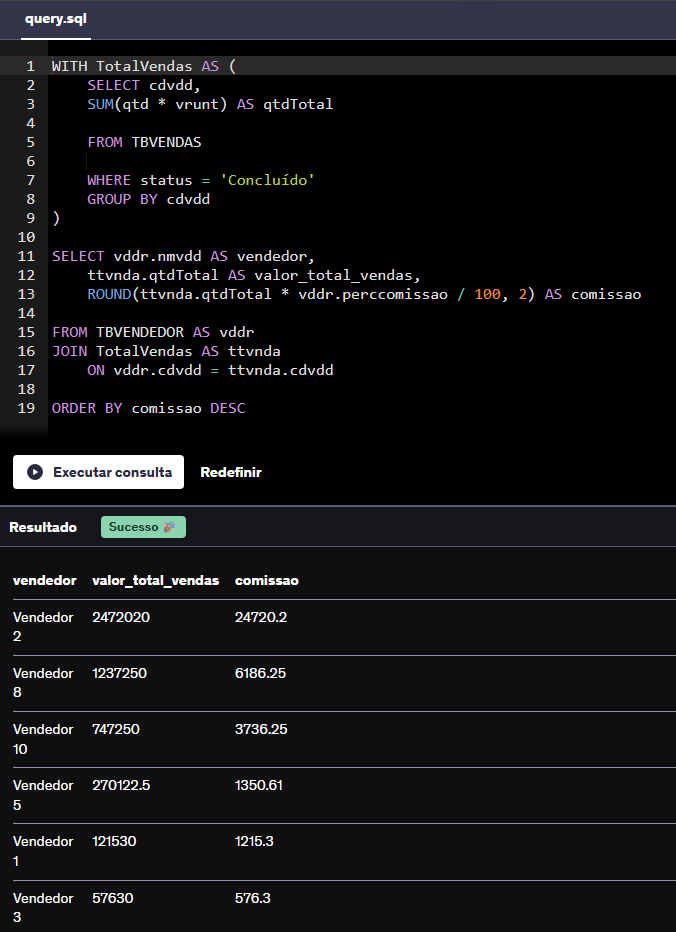 query.sql
1 WITH TotalVendas AS (
2     SELECT cdvdd,
3     SUM(qtd * vrunt) AS qtdTotal
4
5     FROM TBVENDAS
6
7     WHERE status = 'Concluído'
8     GROUP BY cdvdd
9 )
10
11 SELECT vddr.nmvdd AS vendedor,
12     ttvnda.qtdTotal AS valor_total_vendas,
13     ROUND(ttvnda.qtdTotal * vddr.perccomissao / 100, 2) AS comissao
14
15 FROM TBVENDEDOR AS vddr
16 JOIN TotalVendas AS ttvnda
17     ON vddr.cdvdd = ttvnda.cdvdd
18
19 ORDER BY comissao DESC
Executar consulta Redefinir
Resultado Sucesso 🎉
vendedor valor_total_vendas comissao
Vendedor 2472020 24720.2
2
Vendedor 1237250 6186.25
8
Vendedor 747250 3736.25
10
Vendedor 270122.5 1350.61
5
Vendedor 121530 1215.3
1
Vendedor 57630 576.3
3